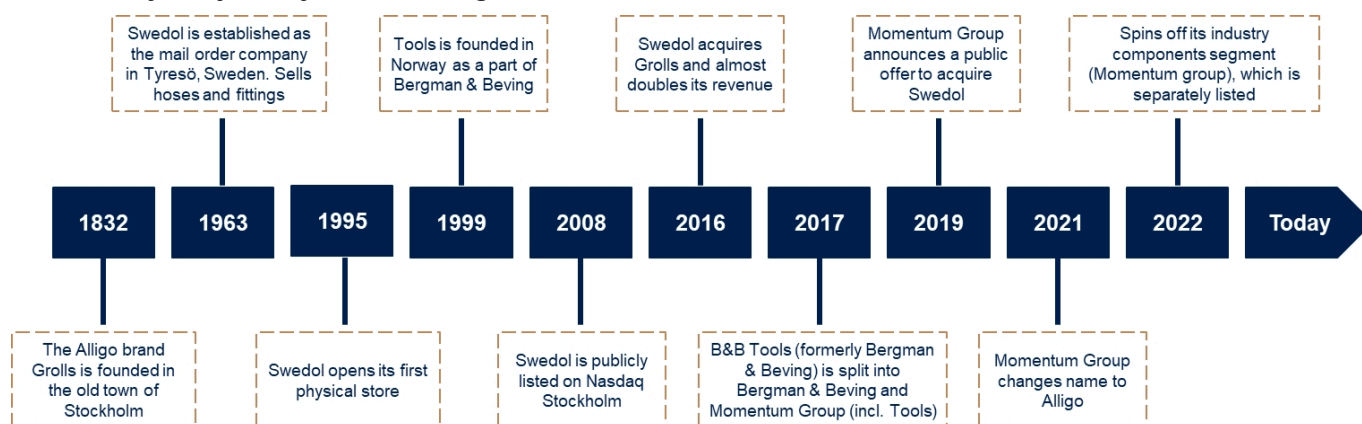 Swedol is established as
the mail order company
in Tyresö, Sweden. Sells
hoses and fittings
Tools is founded in
Norway as a part of
Bergman & Beving
Swedol acquires
Grolls and almost
doubles its revenue
Momentum Group
announces a public
offer to acquire
Swedol
Spins off its industry
components segment
(Momentum group), which is
separately listed
1832
1963
1995
1999
2008
2016
2017
2019
2021
2022
Today
The Alligo brand
Grolls is founded in
the old town of
Stockholm
Swedol opens its first
physical store
Swedol is publicly
listed on Nasdaq
Stockholm
B&B Tools (formerly Bergman
& Beving) is split into
Bergman & Beving and
Momentum Group (incl. Tools)
Momentum Group
changes name to
Alligo